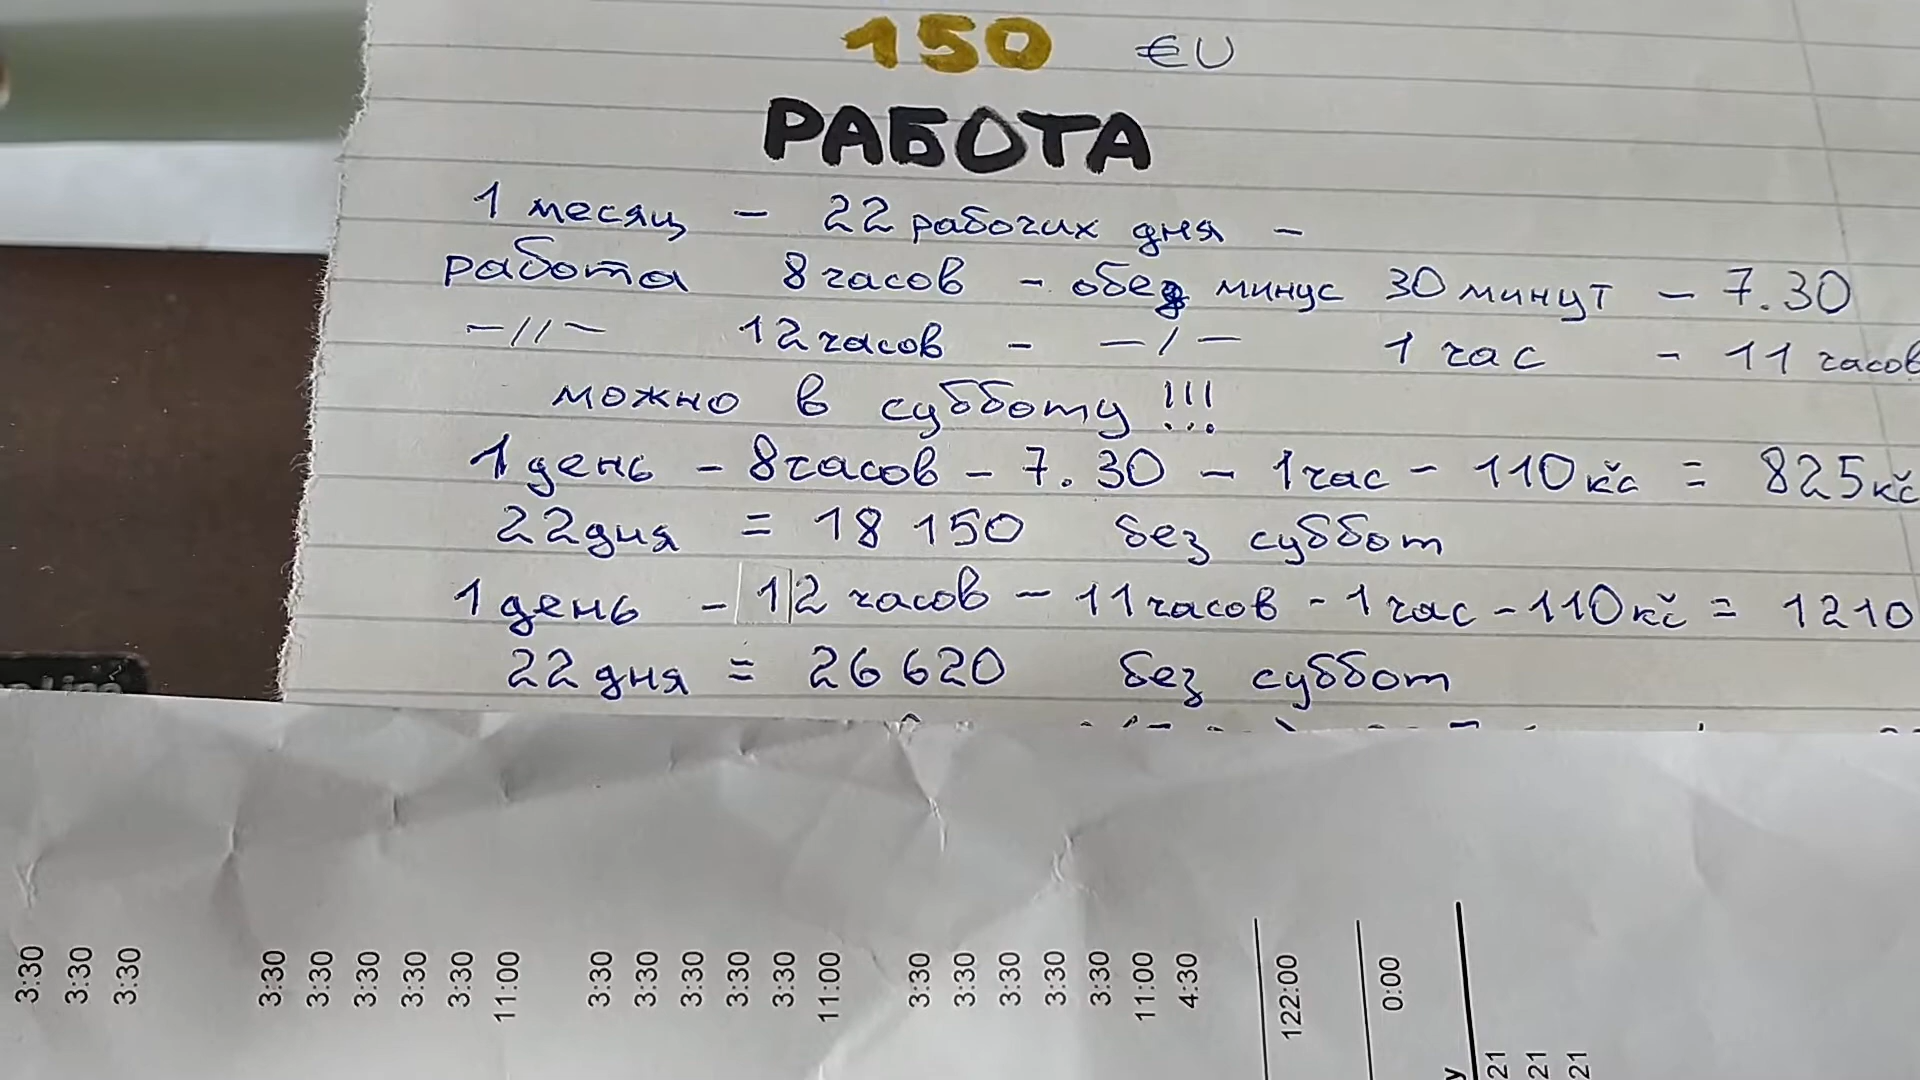 150 €U
РАБОТА
1 месяц - 22 рабочих дня -
работа 8 часов - обед минус 30 минут - 7.30
-//- 12 часов - -/- 1 час - 11 часов
можно в субботу !!!
1 день - 8 часов - 7.30 - 1 час - 110 кč = 825 кč
22 дня = 18 150 без суббот
1 день - 12 часов - 11 часов - 1 час - 110 кč = 1210
22 дня = 26 620 без суббот
3:30
3:30
3:30
3:30
3:30
3:30
3:30
3:30
11:00
3:30
3:30
3:30
3:30
3:30
11:00
3:30
3:30
3:30
3:30
3:30
11:00
4:30
122:00
0:00
21
21
21